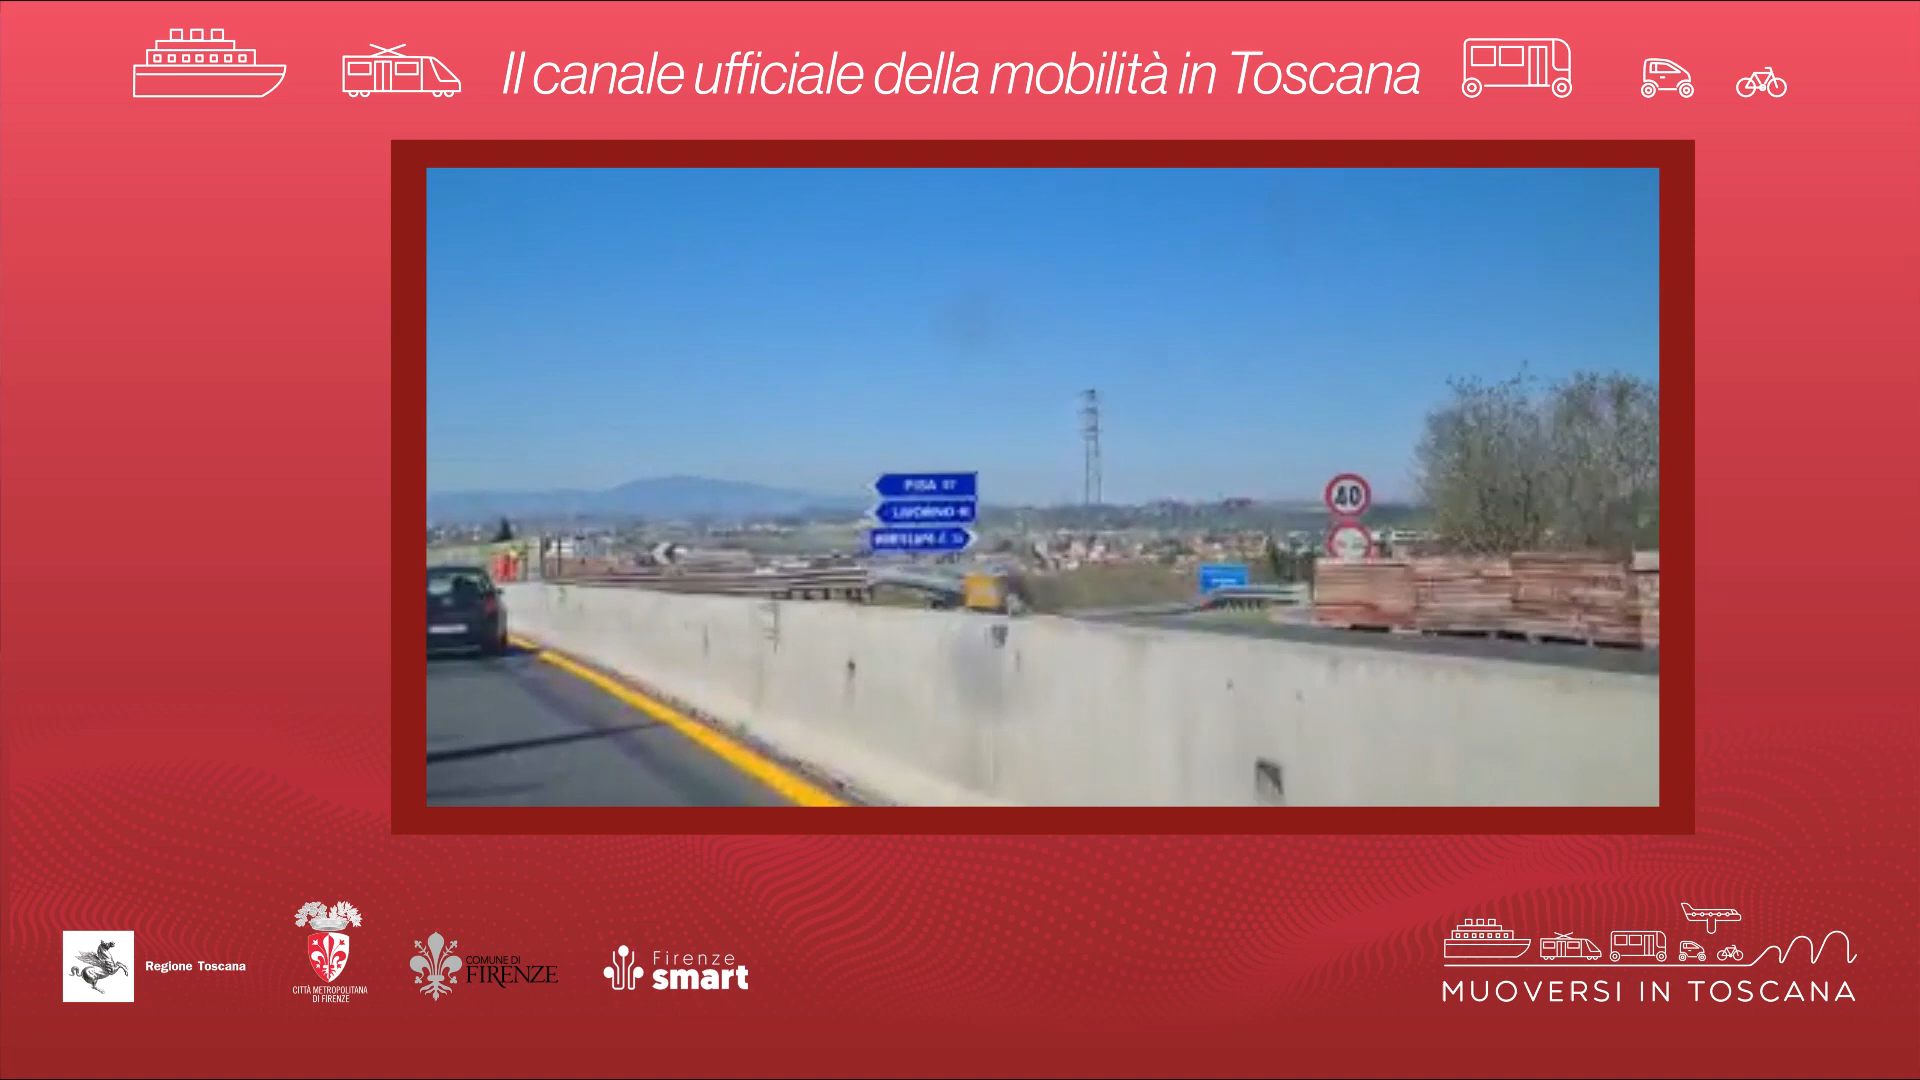 Il canale ufficiale della mobilità in Toscana
PISA
LIVORNO
40
Regione Toscana
CITTÀ METROPOLITANA
DI FIRENZE
COMUNE DI
FIRENZE
Firenze
smart
MUOVERSI IN TOSCANA